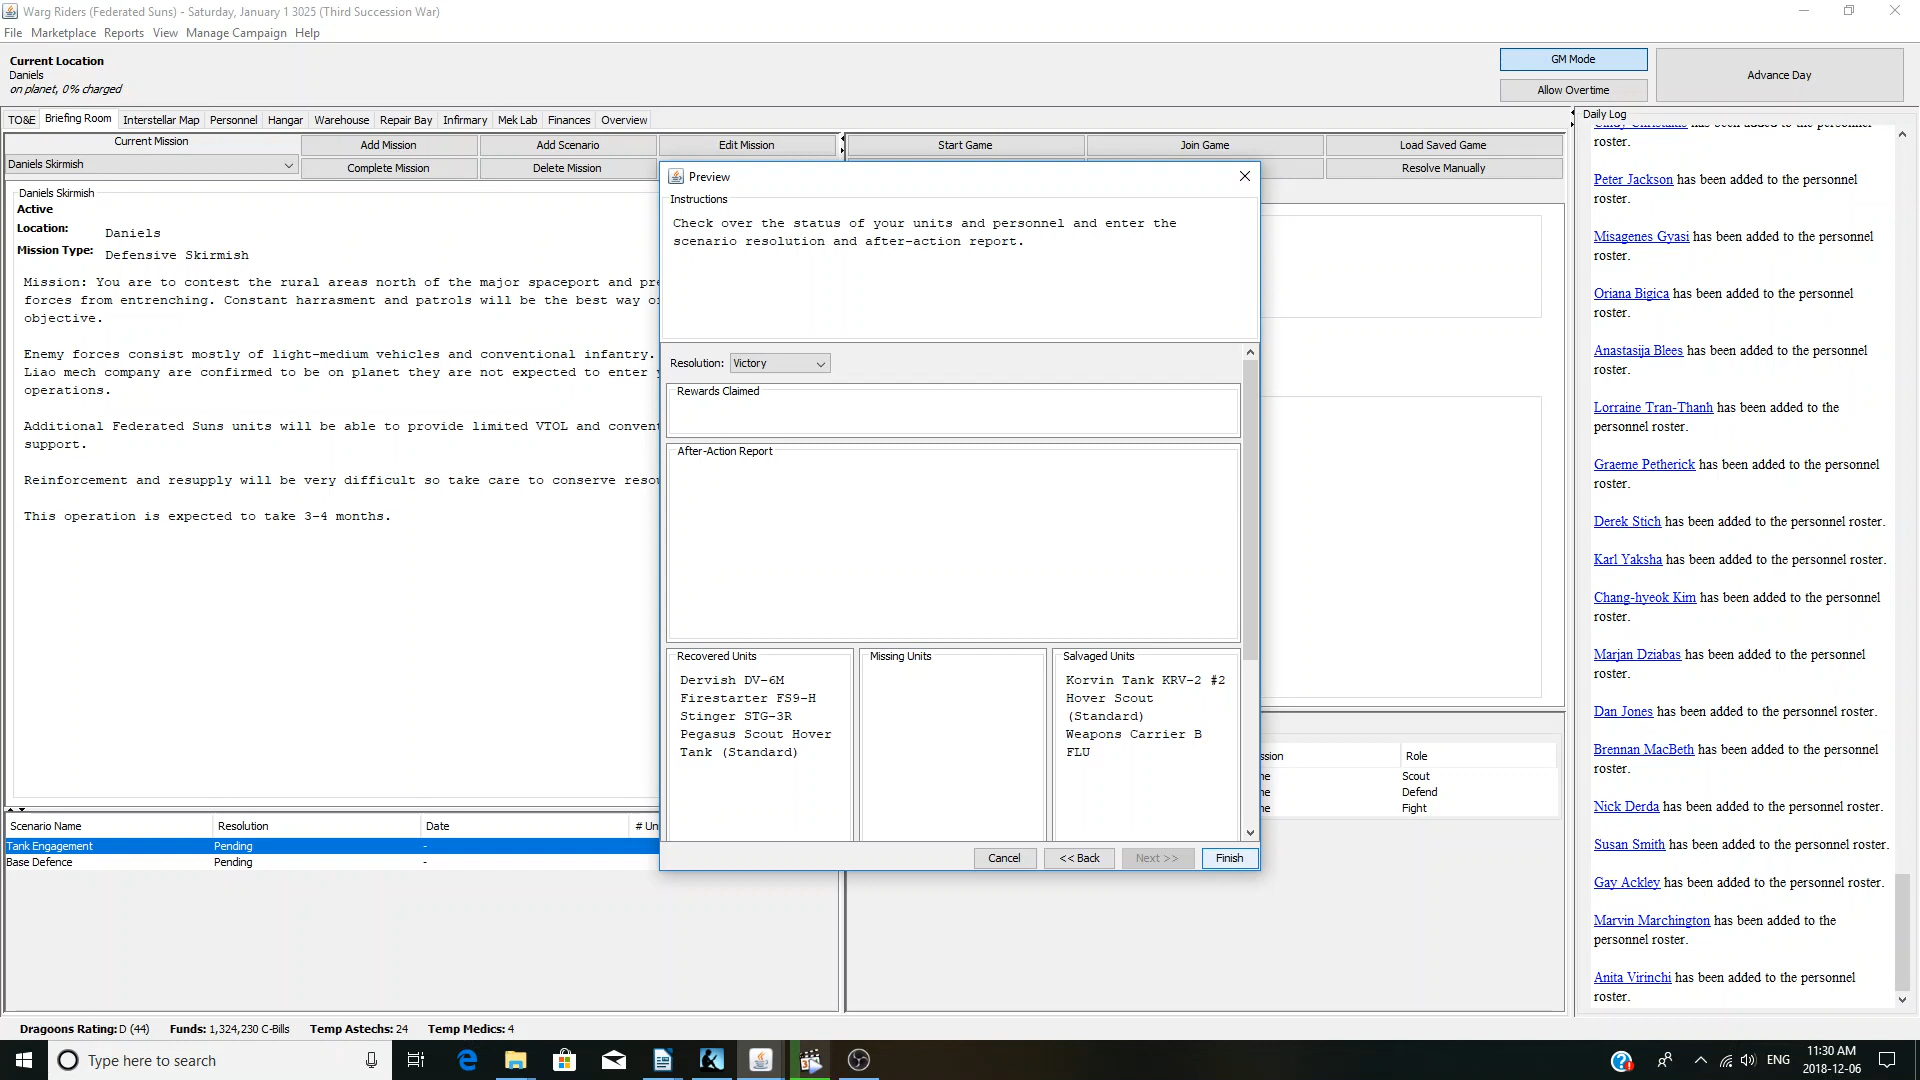 Warg Riders (Federated Suns) - Saturday, January 1 3025 (Third Succession War)
File Marketplace Reports View Manage Campaign Help
Current Location
Daniels
on planet, 0% charged
GM Mode
Allow Overtime
Advance Day
TO&E Briefing Room Interstellar Map Personnel Hangar Warehouse Repair Bay Infirmary Mek Lab Finances Overview
Current Mission
Daniels Skirmish
Add Mission Add Scenario Edit Mission
Complete Mission Delete Mission
Start Game Join Game Load Saved Game
Resolve Manually
Daniels Skirmish
Active
Location: Daniels
Mission Type: Defensive Skirmish
Mission: You are to contest the rural areas north of the major spaceport and pre
forces from entrenching. Constant harrasment and patrols will be the best way o
objective.
Enemy forces consist mostly of light-medium vehicles and conventional infantry.
Liao mech company are confirmed to be on planet they are not expected to enter y
operations.
Additional Federated Suns units will be able to provide limited VTOL and conven
support.
Reinforcement and resupply will be very difficult so take care to conserve reso
This operation is expected to take 3-4 months.
Scenario Name Resolution Date # Un
Tank Engagement Pending -
Base Defence Pending -
Preview
Instructions
Check over the status of your units and personnel and enter the
scenario resolution and after-action report.
Resolution: Victory
Rewards Claimed
After-Action Report
Recovered Units
Dervish DV-6M
Firestarter FS9-H
Stinger STG-3R
Pegasus Scout Hover
Tank (Standard)
Missing Units
Salvaged Units
Korvin Tank KRV-2 #2
Hover Scout
(Standard)
Weapons Carrier B
FLU
Cancel << Back Next >> Finish
ssion Role
ne Scout
ne Defend
ne Fight
Daily Log
roster.
Peter Jackson has been added to the personnel
roster.
Misagenes Gyasi has been added to the personnel
roster.
Oriana Bigica has been added to the personnel
roster.
Anastasija Blees has been added to the personnel
roster.
Lorraine Tran-Thanh has been added to the
personnel roster.
Graeme Petherick has been added to the personnel
roster.
Derek Stich has been added to the personnel roster.
Karl Yaksha has been added to the personnel roster.
Chang-hyeok Kim has been added to the personnel
roster.
Marjan Dziabas has been added to the personnel
roster.
Dan Jones has been added to the personnel roster.
Brennan MacBeth has been added to the personnel
roster.
Nick Derda has been added to the personnel roster.
Susan Smith has been added to the personnel roster.
Gay Ackley has been added to the personnel roster.
Marvin Marchington has been added to the
personnel roster.
Anita Virinchi has been added to the personnel
roster.
Dragoons Rating: D (44) Funds: 1,324,230 C-Bills Temp Astechs: 24 Temp Medics: 4
Type here to search
ENG
11:30 AM
2018-12-06